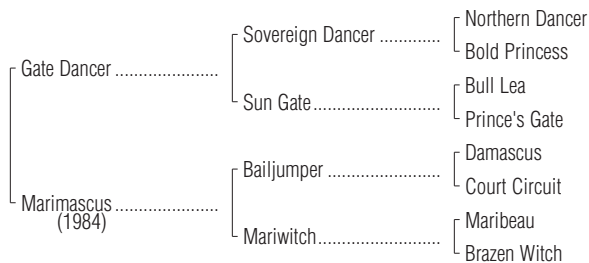 Northern Dancer
Sovereign Dancer .............
Bold Princess
Gate Dancer ......................
Bull Lea
Sun Gate...........................
Prince's Gate
Damascus
Bailjumper ........................
Court Circuit
Marimascus ......................
(1984)
Maribeau
Mariwitch..........................
Brazen Witch